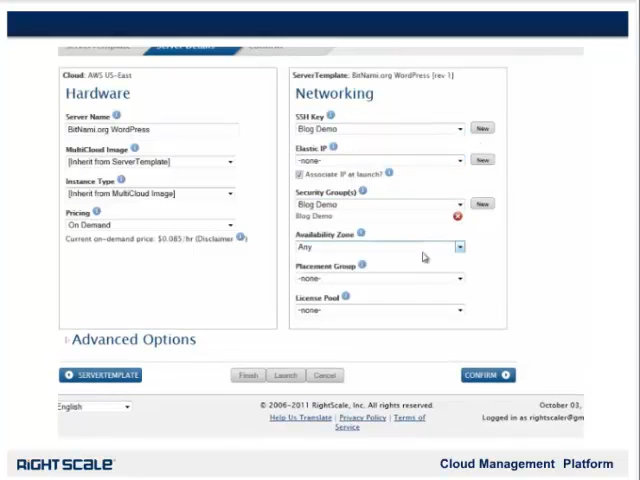 ServerTemplate Server Details Confirm
Cloud: AWS US-East
Hardware
Server Name
BitNami.org WordPress
MultiCloud Image
[Inherit from ServerTemplate]
Instance Type
[Inherit from MultiCloud Image]
Pricing
On Demand
Current on-demand price: $0.085/hr (Disclaimer )
ServerTemplate: BitNami.org WordPress [rev 1]
Networking
SSH Key
Blog Demo New
Elastic IP
-none- New
Associate IP at launch?
Security Group(s)
Blog Demo New
Blog Demo
Availability Zone
Any
Placement Group
-none-
License Pool
-none-
Advanced Options
SERVERTEMPLATE Finish Launch Cancel CONFIRM
English
© 2006-2011 RightScale, Inc. All rights reserved.
Help Us Translate | Privacy Policy | Terms of
Service
October 03,
Logged in as rightscaler@gm
RIGHTSCALE
Cloud Management Platform